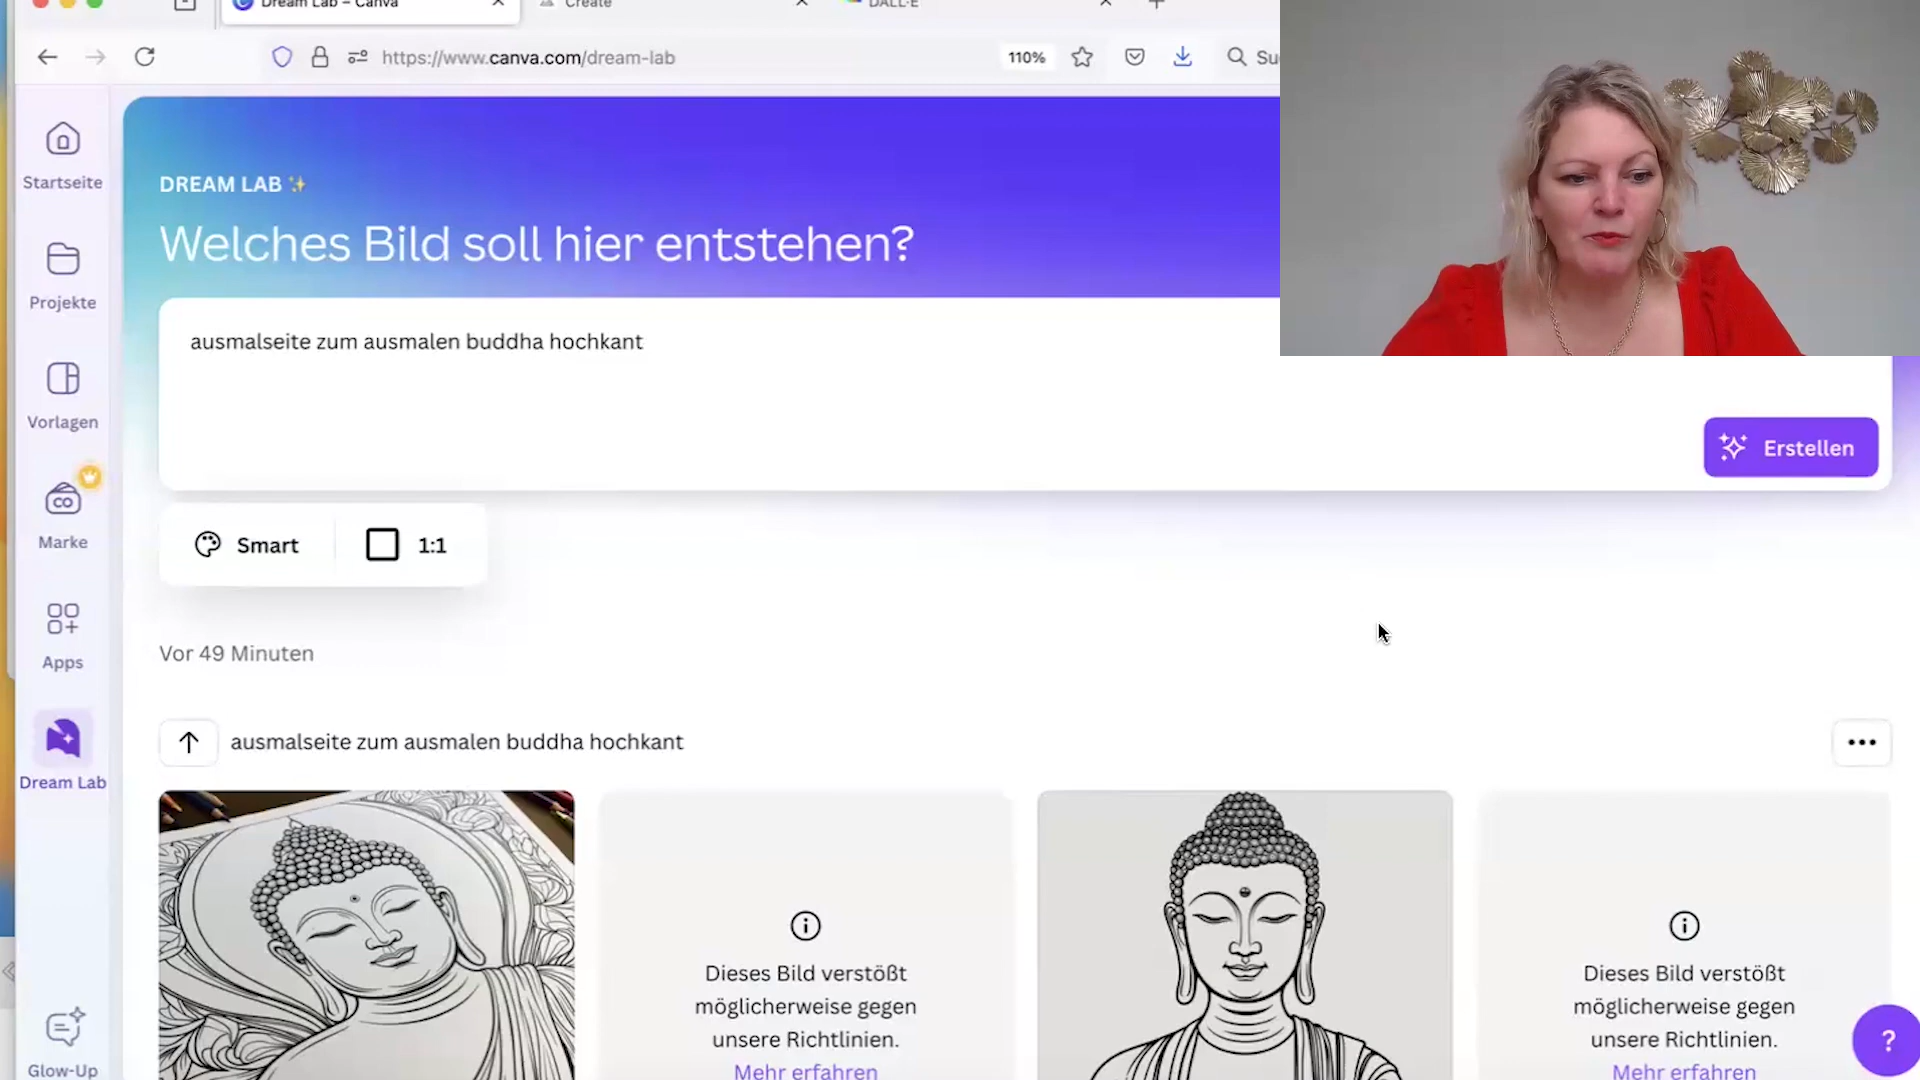 Dream Lab – Canva
Create
DALL·E
https://www.canva.com/dream-lab
110%
Su
Startseite
Projekte
Vorlagen
CO
Marke
Apps
Dream Lab
Glow-Up
DREAM LAB
Welches Bild soll hier entstehen?
ausmalseite zum ausmalen buddha hochkant
Erstellen
Smart
1:1
Vor 49 Minuten
ausmalseite zum ausmalen buddha hochkant
Dieses Bild verstößt
möglicherweise gegen
unsere Richtlinien.
Mehr erfahren
Dieses Bild verstößt
möglicherweise gegen
unsere Richtlinien.
Mehr erfahren
?